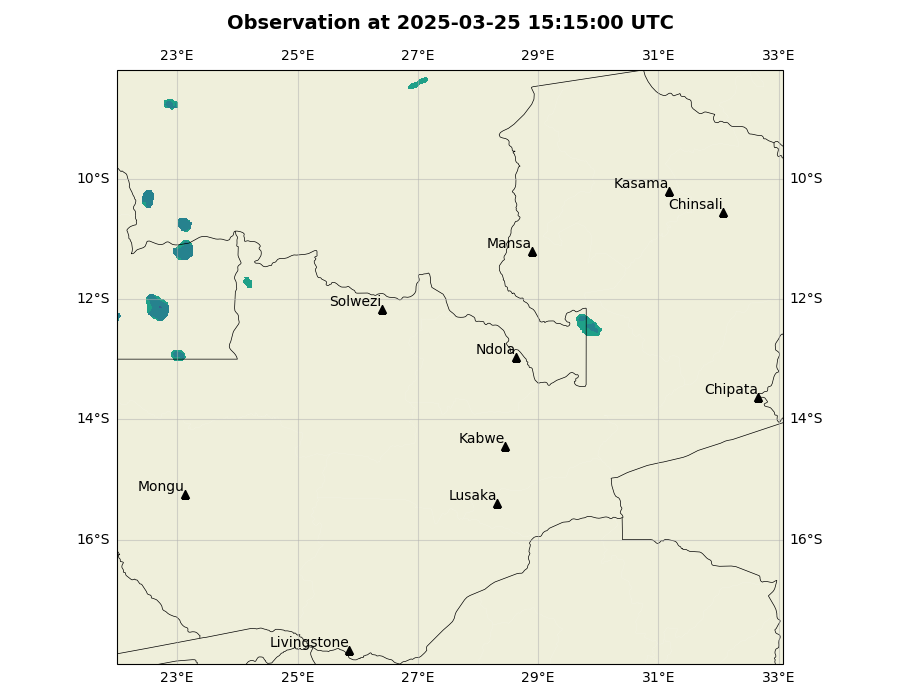 Observation at 2025-03-25 15:15:00 UTC
23°E 25°E 27°E 29°E 31°E 33°E
10°S 10°S
Kasama
Chinsali
Mansa
12°S 12°S
Solwezi
Ndola
Chipata
14°S 14°S
Kabwe
Mongu
Lusaka
16°S 16°S
Livingstone
23°E 25°E 27°E 29°E 31°E 33°E